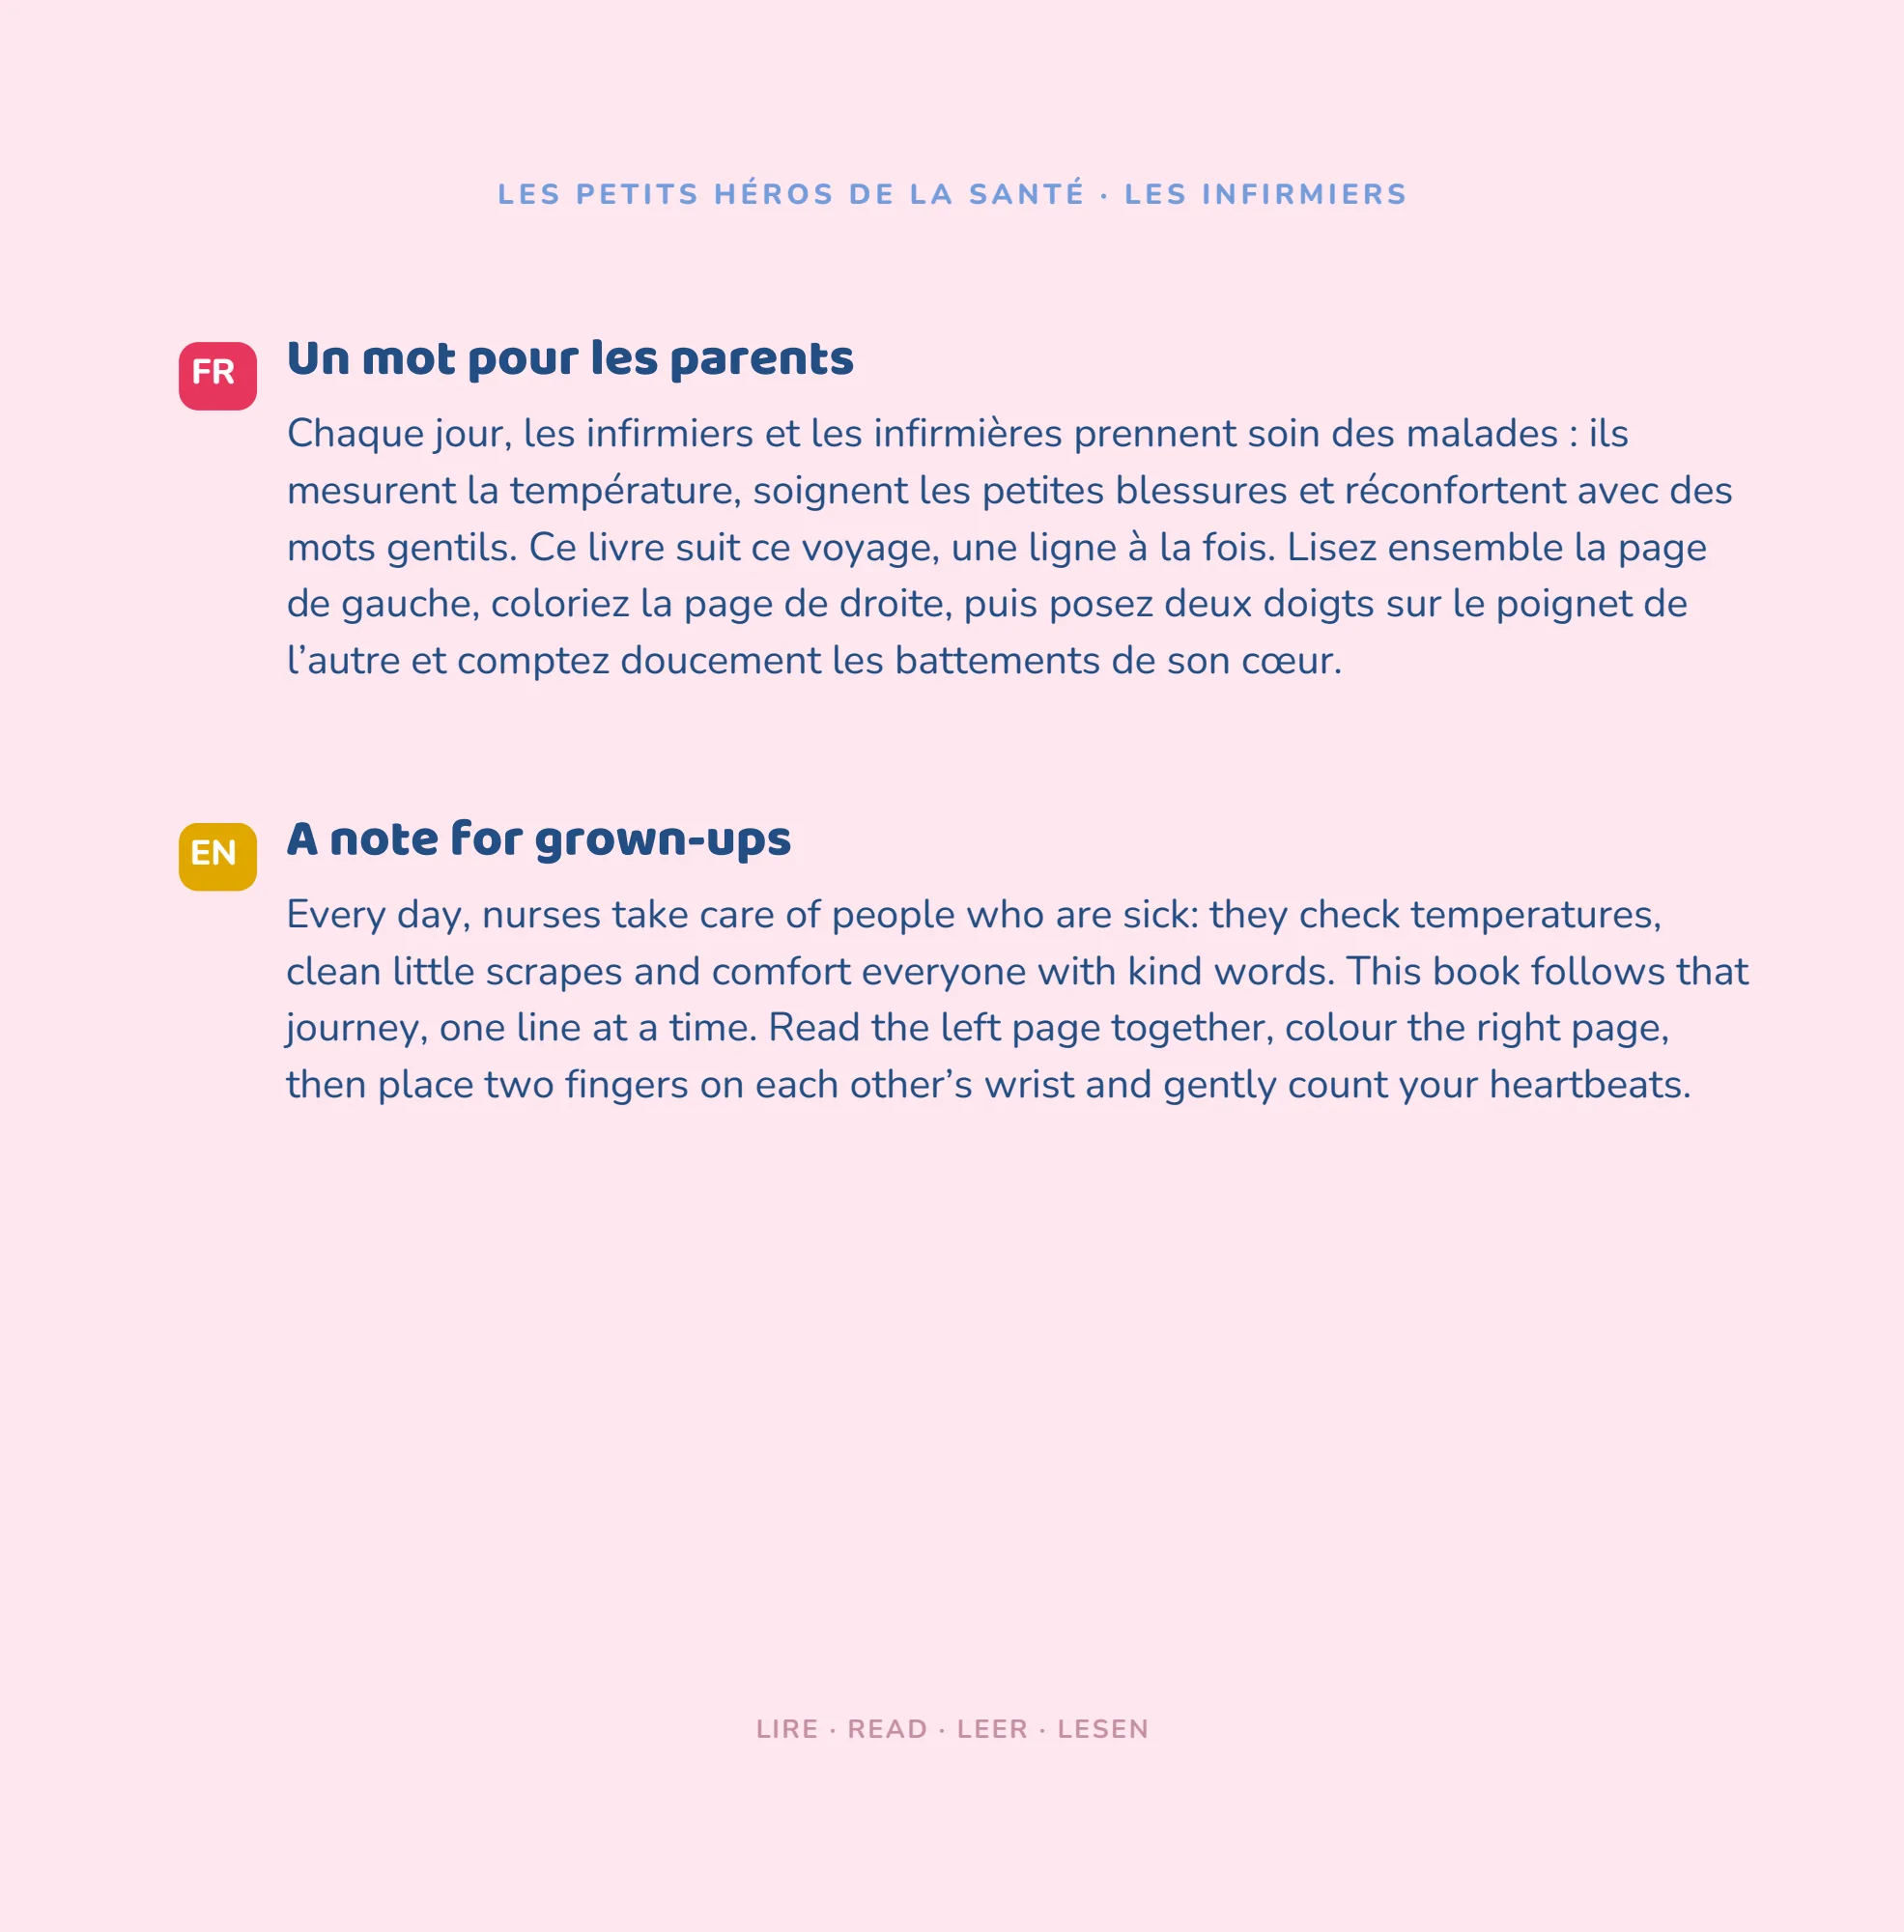 LES PETITS HÉROS DE LA SANTÉ · LES INFIRMIERS
FR
Un mot pour les parents
Chaque jour, les infirmiers et les infirmières prennent soin des malades : ils
mesurent la température, soignent les petites blessures et réconfortent avec des
mots gentils. Ce livre suit ce voyage, une ligne à la fois. Lisez ensemble la page
de gauche, coloriez la page de droite, puis posez deux doigts sur le poignet de
l’autre et comptez doucement les battements de son cœur.
EN
A note for grown-ups
Every day, nurses take care of people who are sick: they check temperatures,
clean little scrapes and comfort everyone with kind words. This book follows that
journey, one line at a time. Read the left page together, colour the right page,
then place two fingers on each other’s wrist and gently count your heartbeats.
LIRE · READ · LEER · LESEN